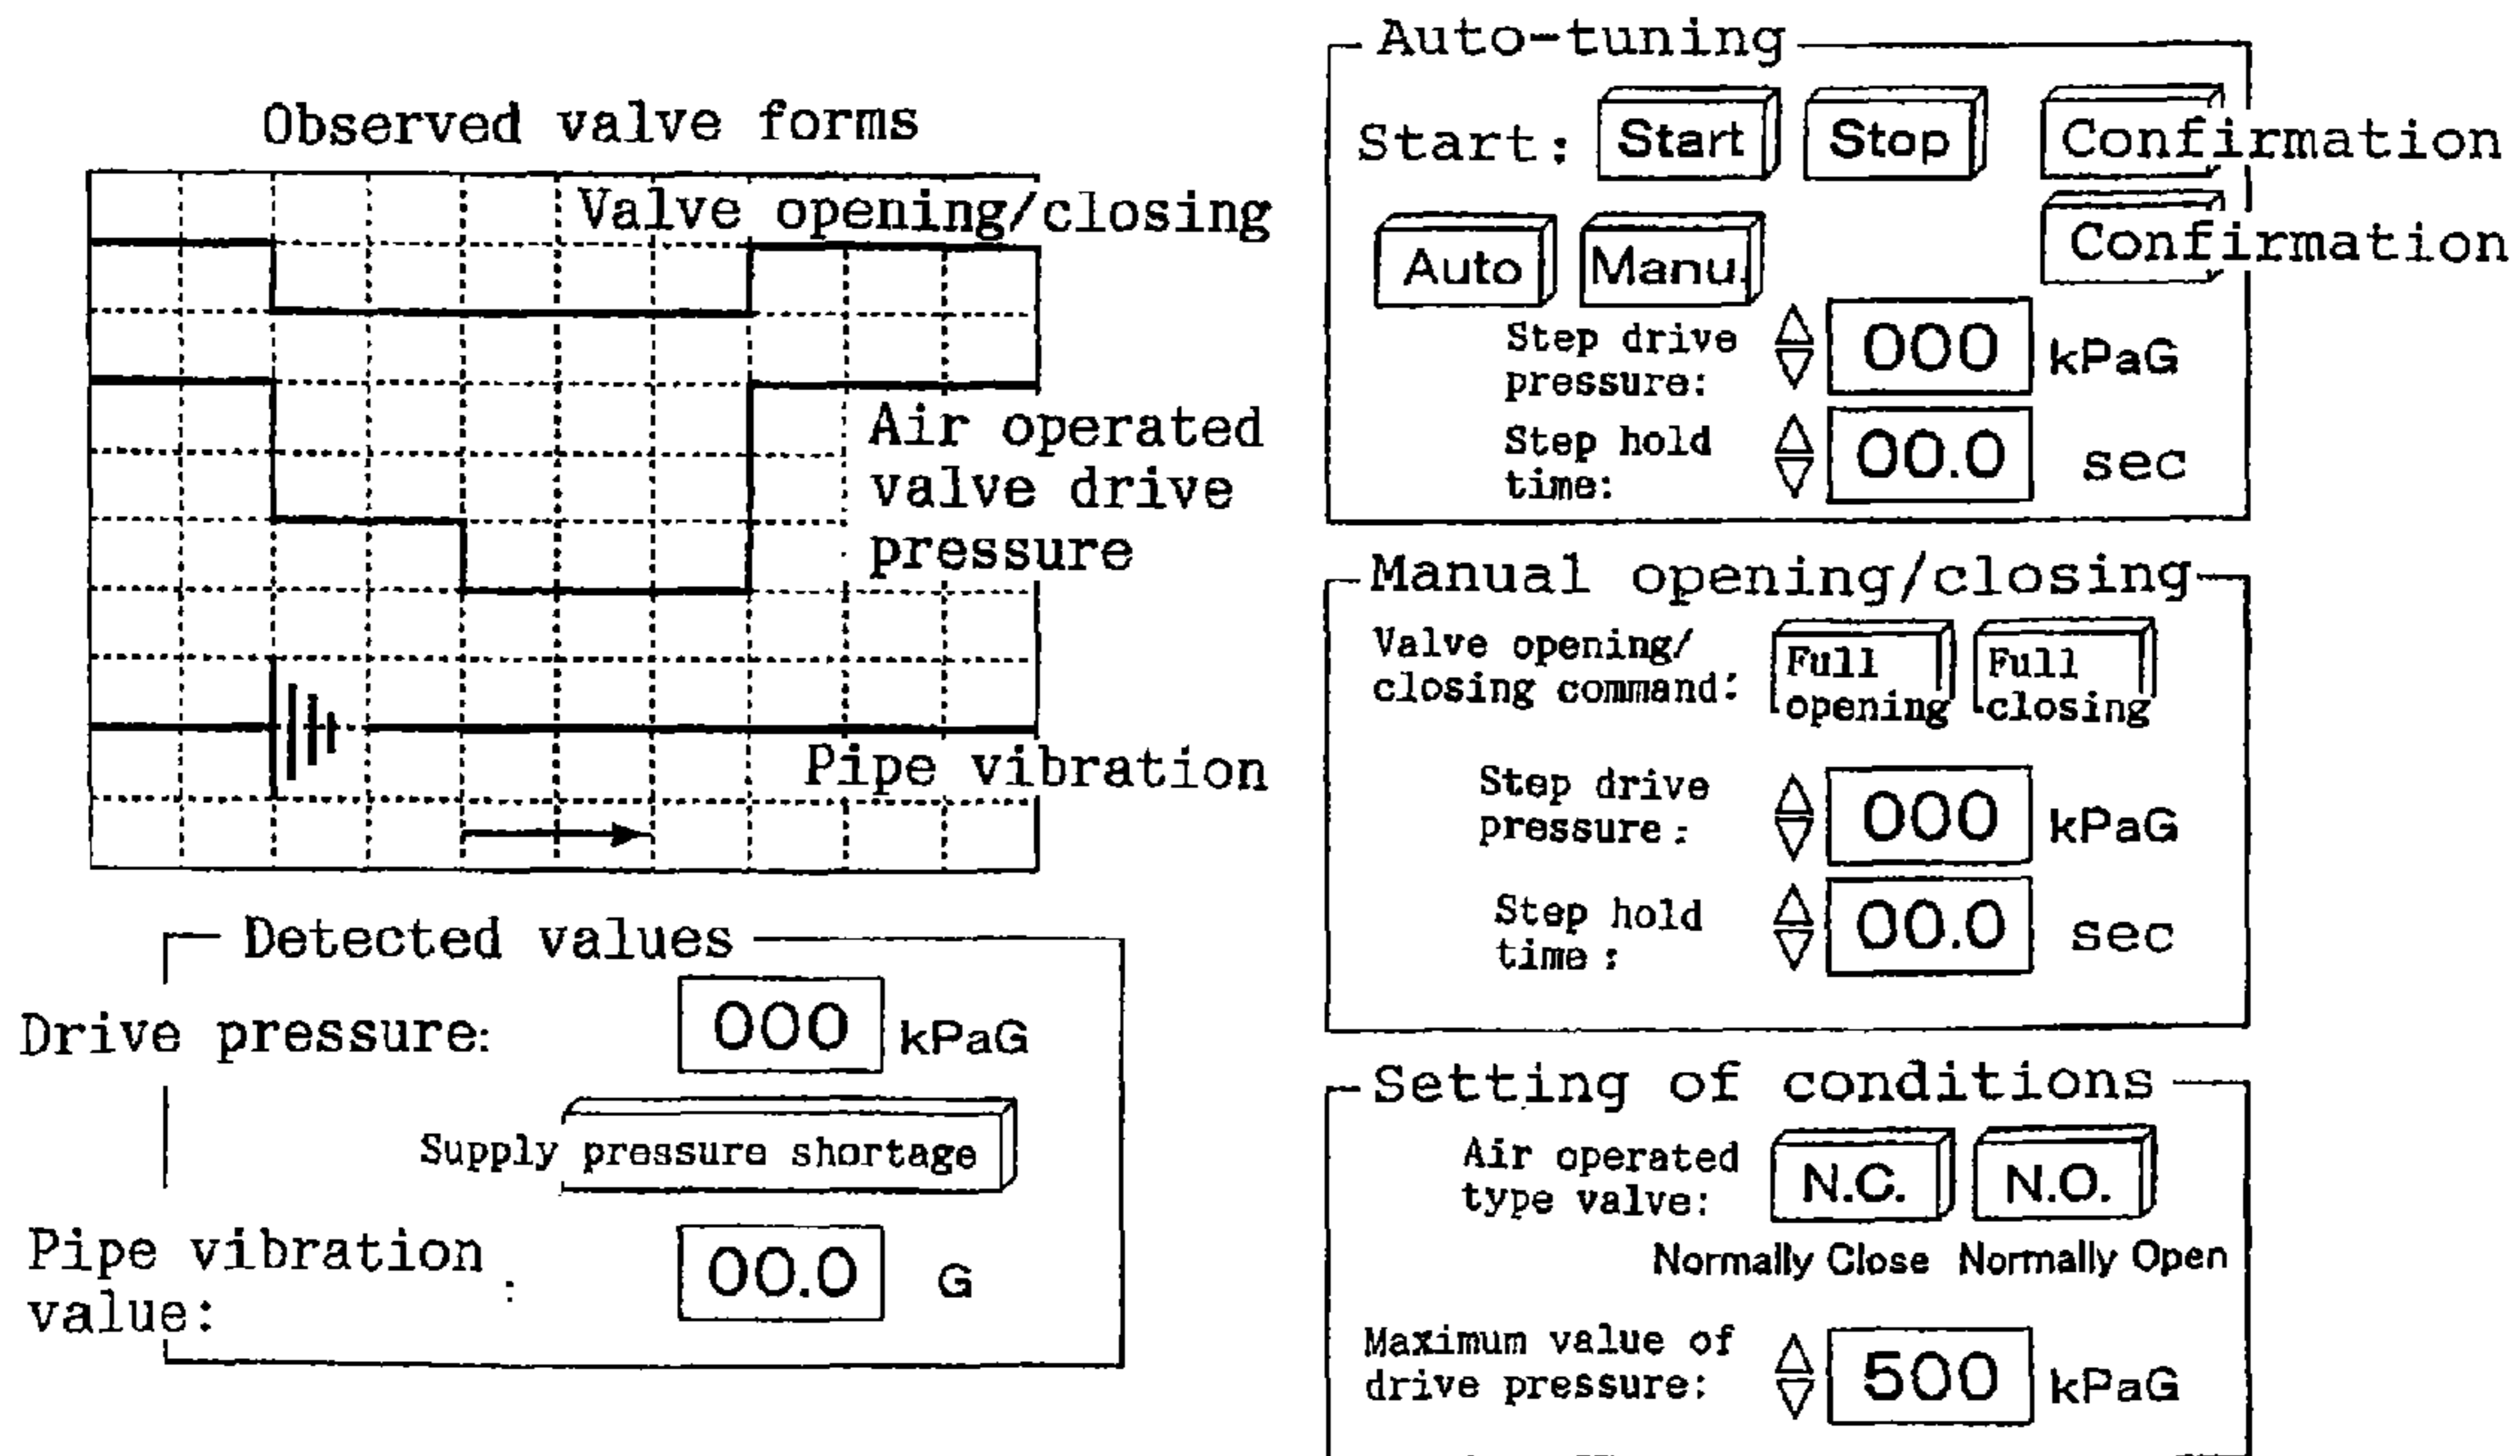 Observed valve forms
Valve opening/closing
Air operated
valve drive
pressure
Pipe vibration
Detected values
Drive pressure: 000 kPaG
Supply pressure shortage
Pipe vibration : 00.0 G
value:
Auto-tuning
Start: Start Stop Confirmation
Auto Manu. Confirmation
Step drive
pressure: 000 kPaG
Step hold
time: 00.0 sec
Manual opening/closing
Valve opening/
closing command:
Full
opening
Full
closing
Step drive
pressure: 000 kPaG
Step hold
time: 00.0 sec
Setting of conditions
Air operated
type valve: N.C. N.O.
Normally Close Normally Open
Maximum value of
drive pressure: 500 kPaG